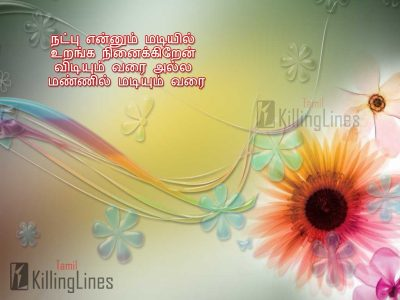 நட்பு என்னும் மடியில்
உறங்க நினைக்கிறேன்
விடியும் வரை அல்ல
மண்ணில் மடியும் வரை
Tamil
KillingLines
Tamil
KillingLines